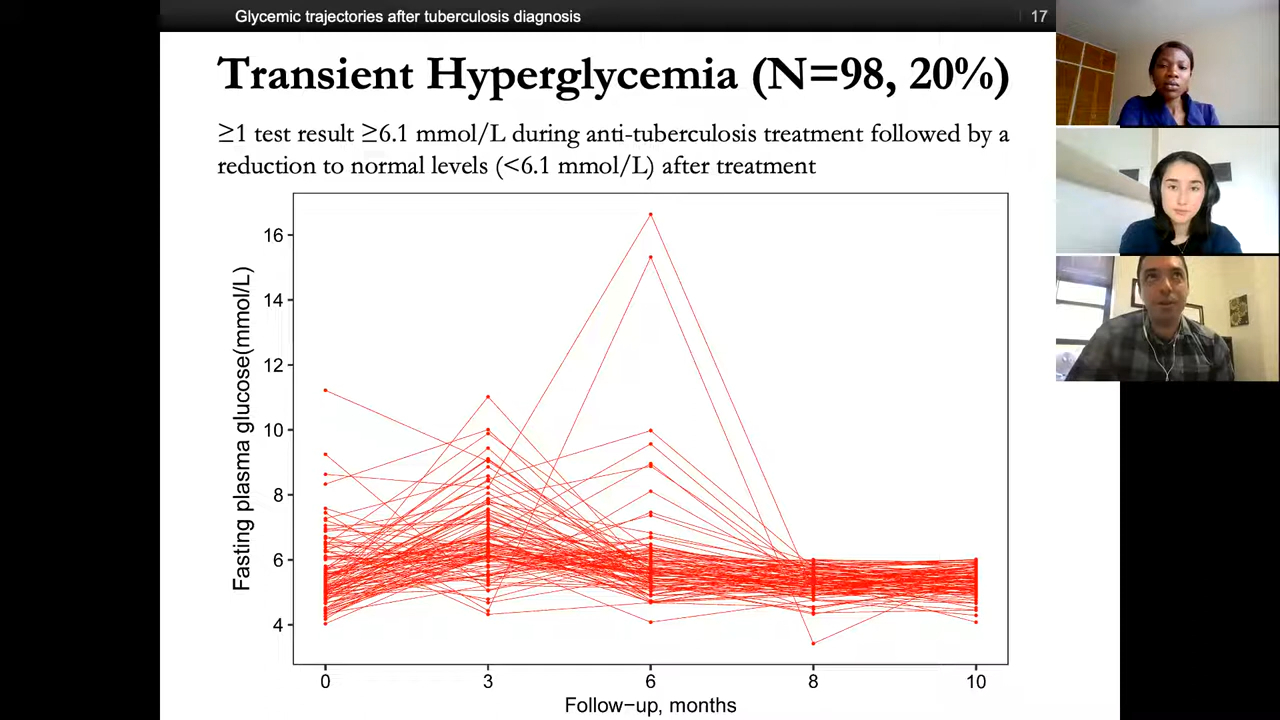 Glycemic trajectories after tuberculosis diagnosis
17
Transient Hyperglycemia (N=98, 20%)
≥1 test result ≥6.1 mmol/L during anti-tuberculosis treatment followed by a
reduction to normal levels (<6.1 mmol/L) after treatment
Fasting plasma glucose(mmol/L)
16
14
12
10
8
6
4
0 3 6 8 10
Follow−up, months